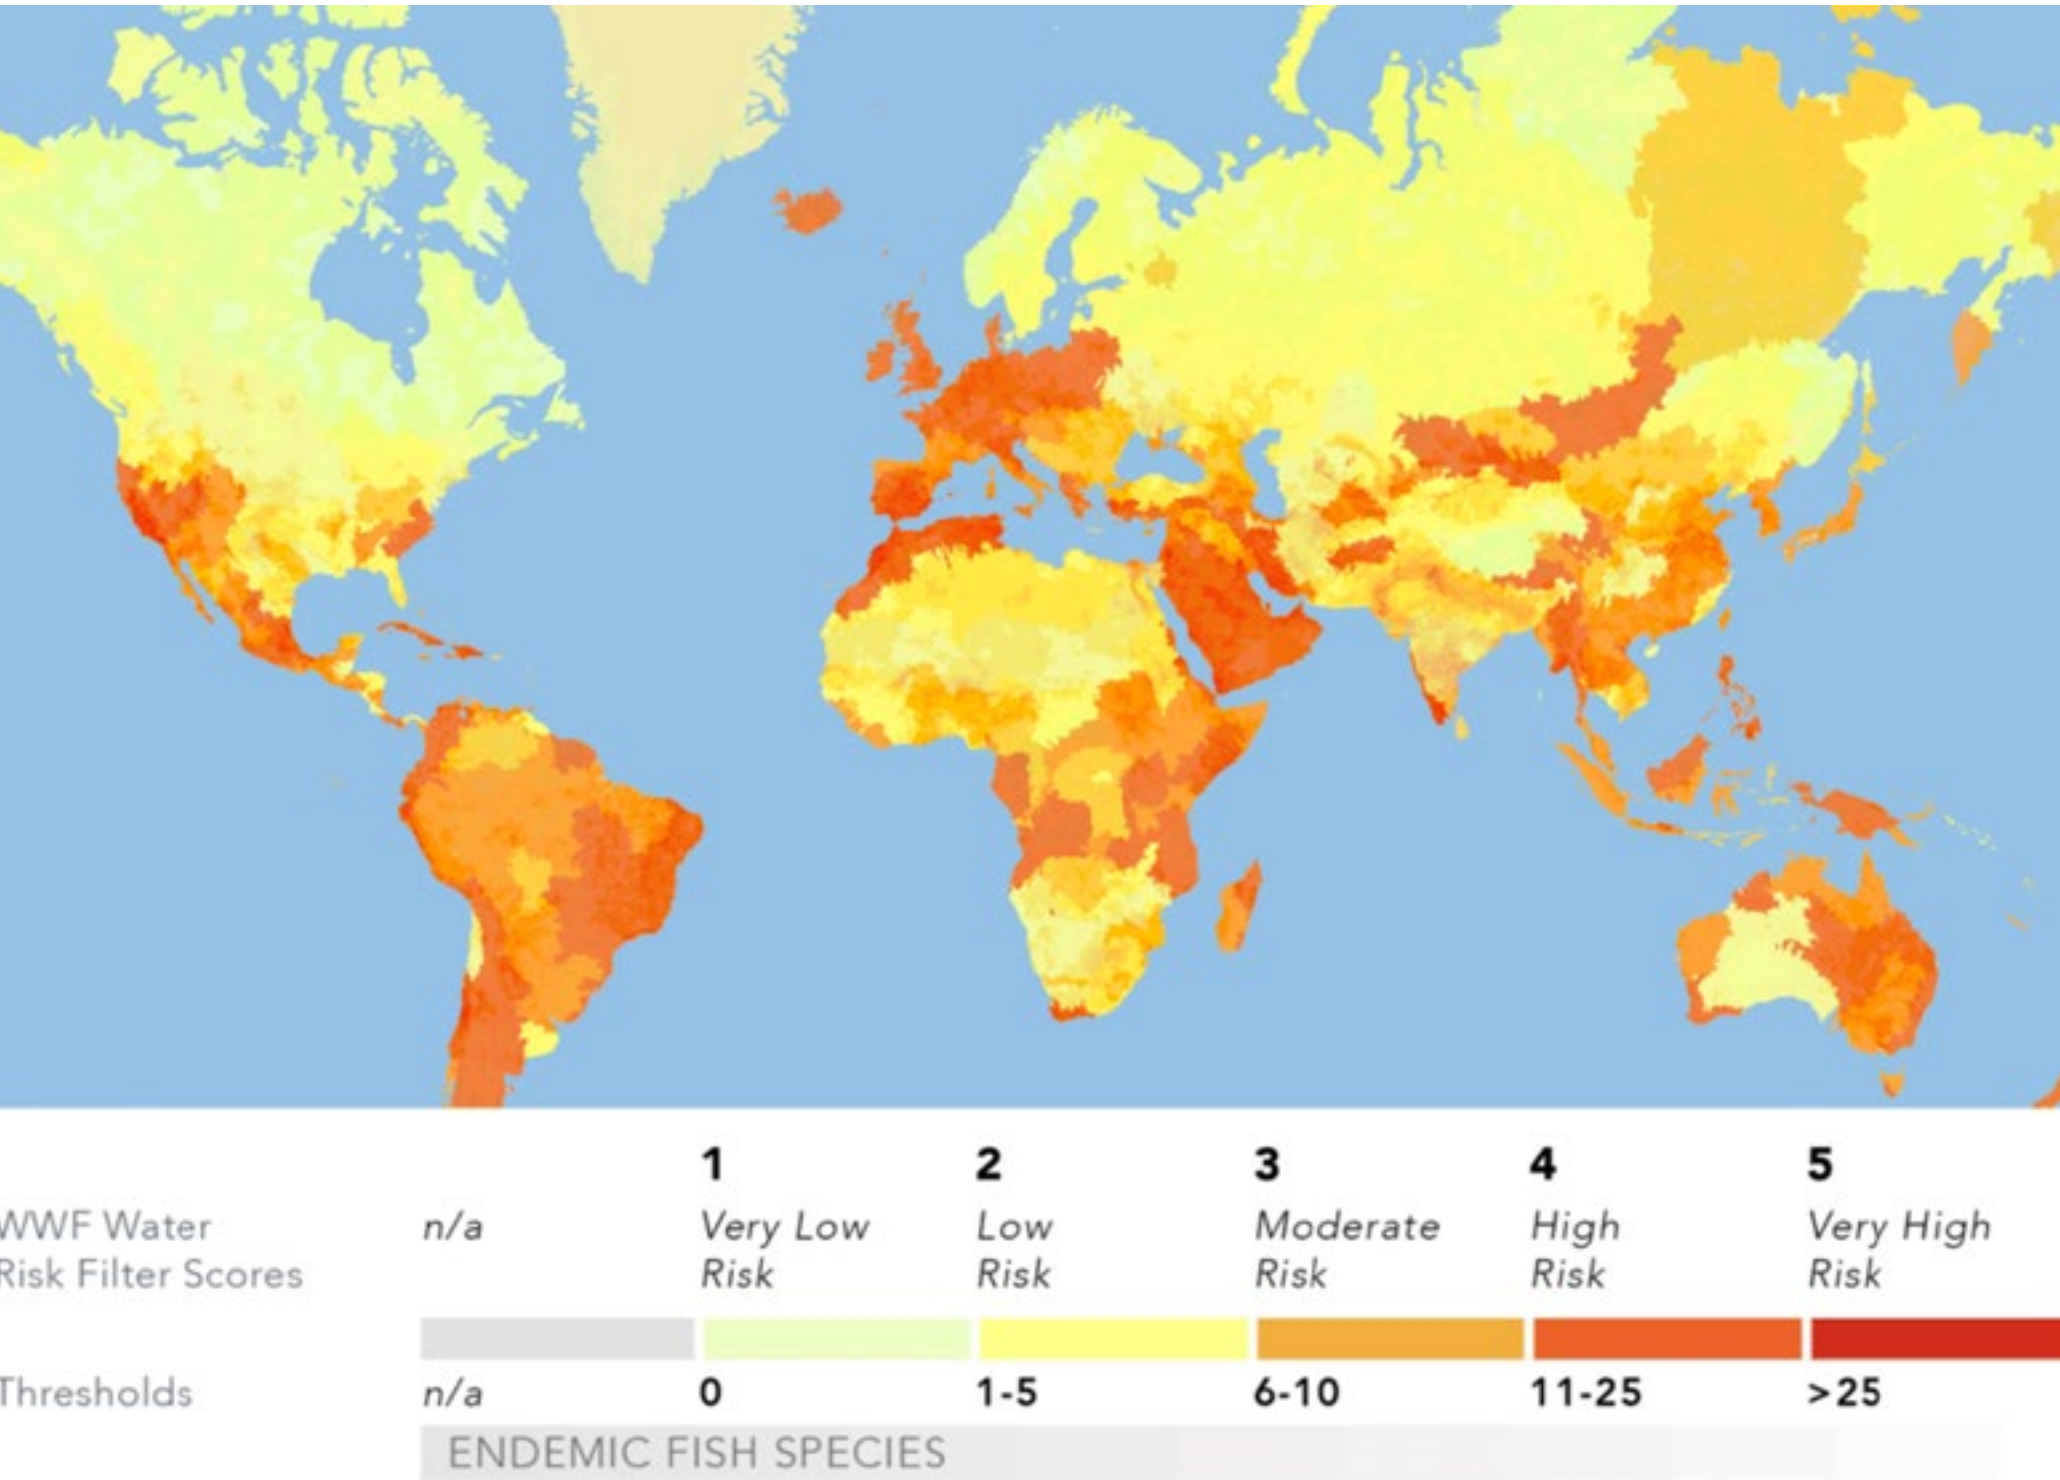 1 2 3 4 5
WWF Water n/a Very Low Low Moderate High Very High
Risk Filter Scores Risk Risk Risk Risk Risk
Thresholds n/a 0 1-5 6-10 11-25 >25
ENDEMIC FISH SPECIES